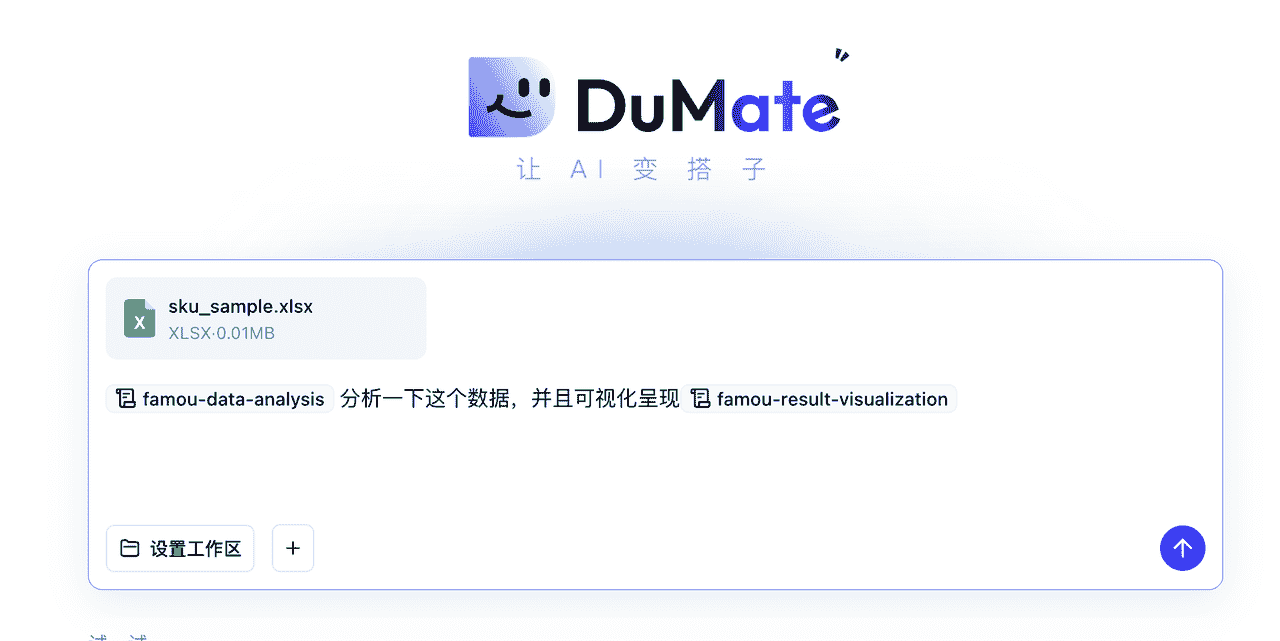 DuMate
让 AI 变 搭 子
sku_sample.xlsx
X
XLSX·0.01MB
famou-data-analysis 分析一下这个数据，并且可视化呈现 famou-result-visualization
设置工作区